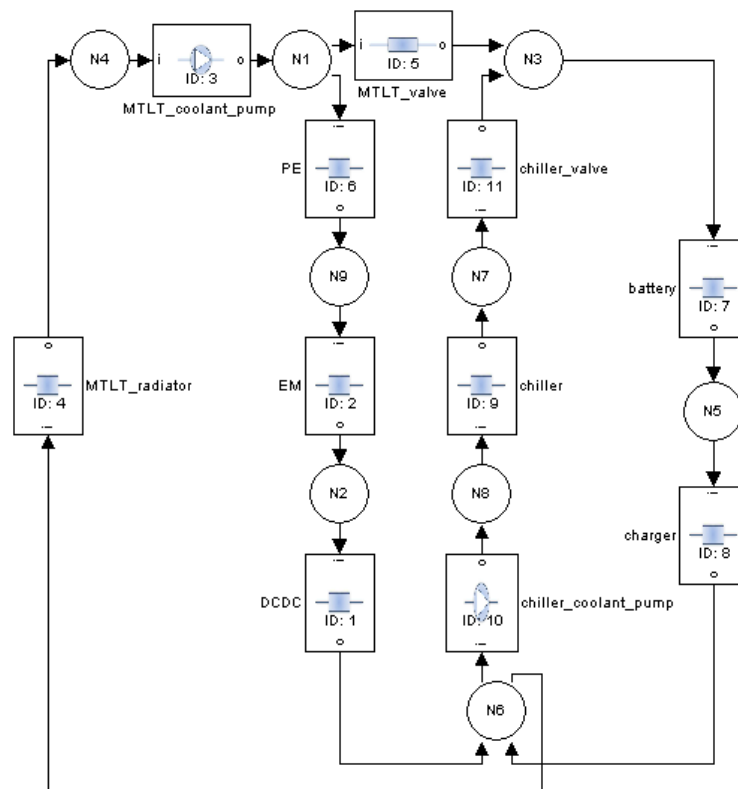 N4
i
o
ID: 3
MTLT_coolant_pump
N1
i
o
ID: 5
MTLT_valve
N3
PE
ID: 6
o
o
ID: 11
chiller_valve
N9
N7
battery
ID: 7
o
o
ID: 4
MTLT_radiator
EM
ID: 2
o
o
ID: 9
chiller
N5
N2
N8
charger
ID: 8
o
DCDC
ID: 1
o
o
ID: 10
chiller_coolant_pump
N6